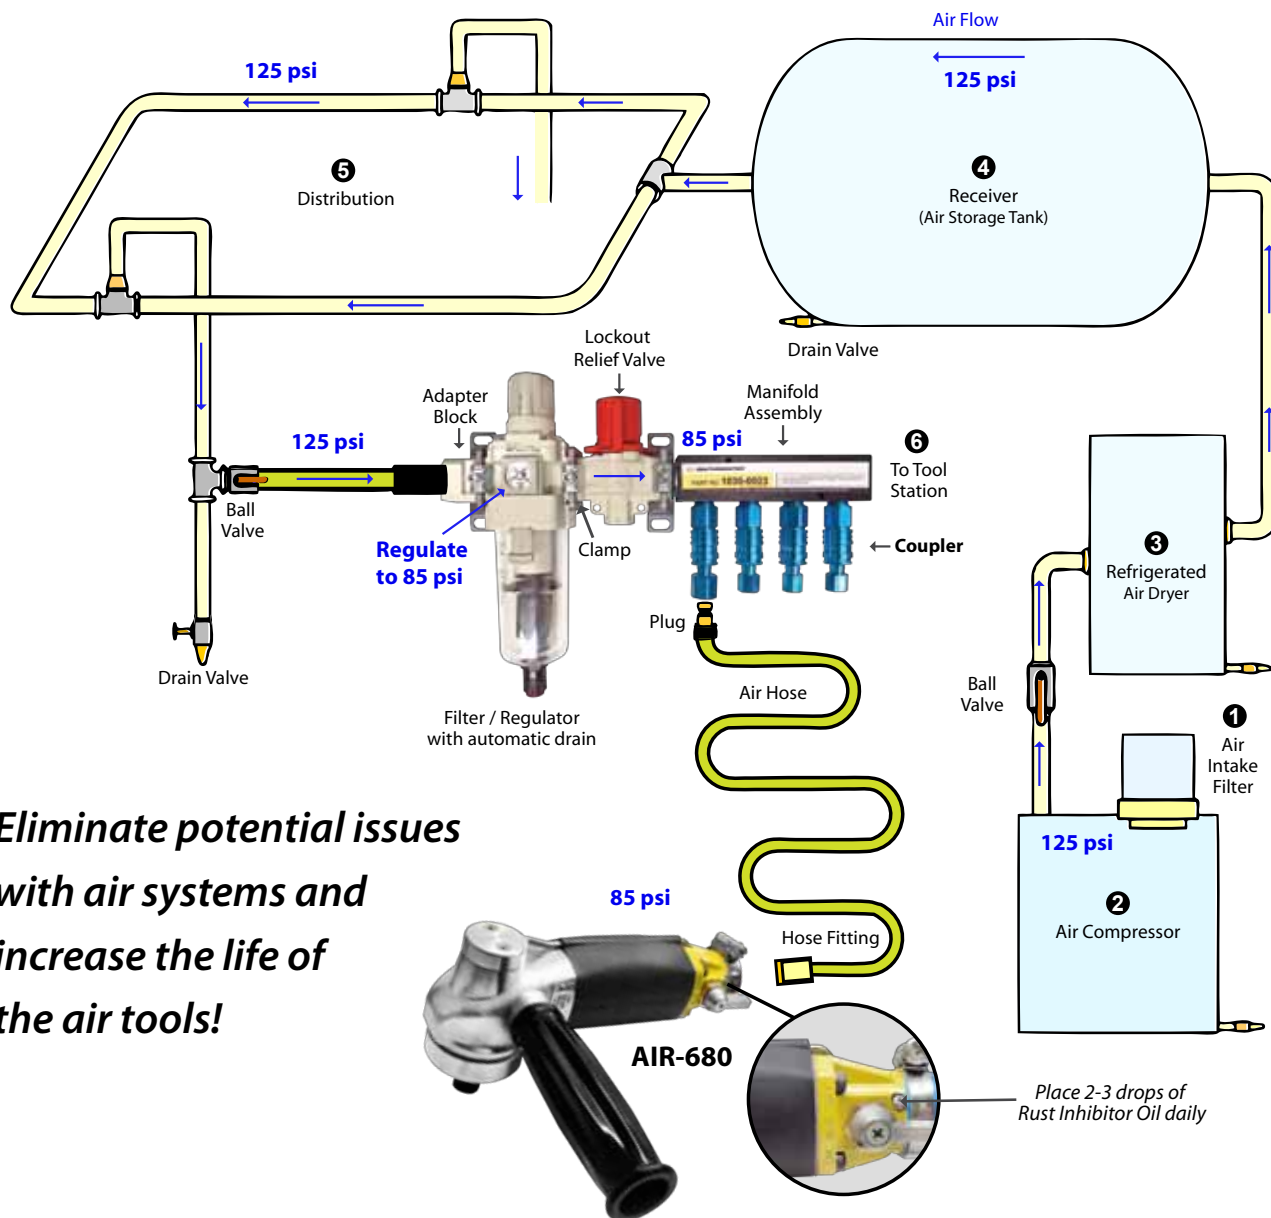 Air Flow
125 psi
125 psi
5
Distribution
4
Receiver
(Air Storage Tank)
Drain Valve
Lockout
Relief Valve
Adapter
Block
Manifold
Assembly
125 psi
85 psi
6
To Tool
Station
Ball
Valve
Regulate
to 85 psi
Clamp
Coupler
3
Refrigerated
Air Dryer
Plug
Drain Valve
Air Hose
Ball
Valve
Filter / Regulator
with automatic drain
1
Air
Intake
Filter
125 psi
2
Air Compressor
Eliminate potential issues
with air systems and
increase the life of
the air tools!
85 psi
Hose Fitting
AIR-680
Place 2-3 drops of
Rust Inhibitor Oil daily